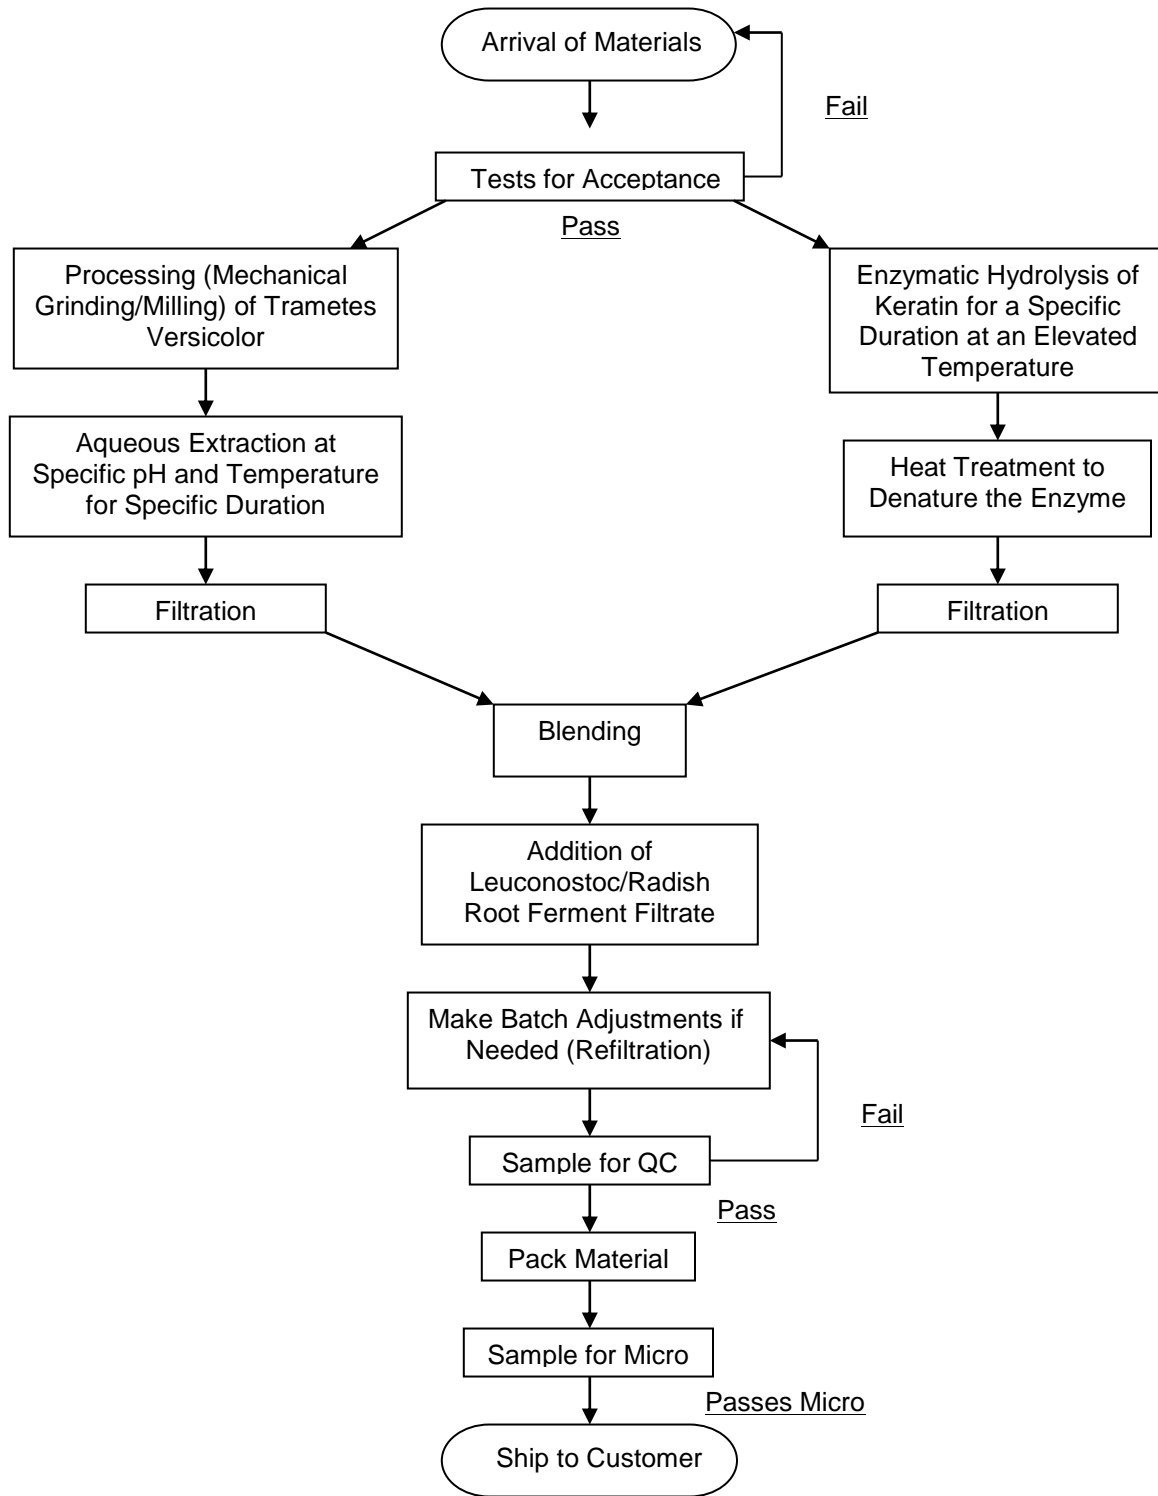 Arrival of Materials
Fail
Tests for Acceptance
Pass
Processing (Mechanical
Grinding/Milling) of Trametes
Versicolor
Enzymatic Hydrolysis of
Keratin for a Specific
Duration at an Elevated
Temperature
Aqueous Extraction at
Specific pH and Temperature
for Specific Duration
Heat Treatment to
Denature the Enzyme
Filtration
Filtration
Blending
Addition of
Leuconostoc/Radish
Root Ferment Filtrate
Make Batch Adjustments if
Needed (Refiltration)
Fail
Sample for QC
Pass
Pack Material
Sample for Micro
Passes Micro
Ship to Customer